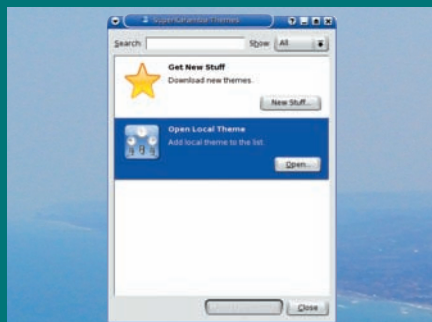 SuperKaramba Themes
Search: Show: All
Get New Stuff
Download new themes.
New Stuff...
Open Local Theme
Add local theme to the list.
Open...
Close